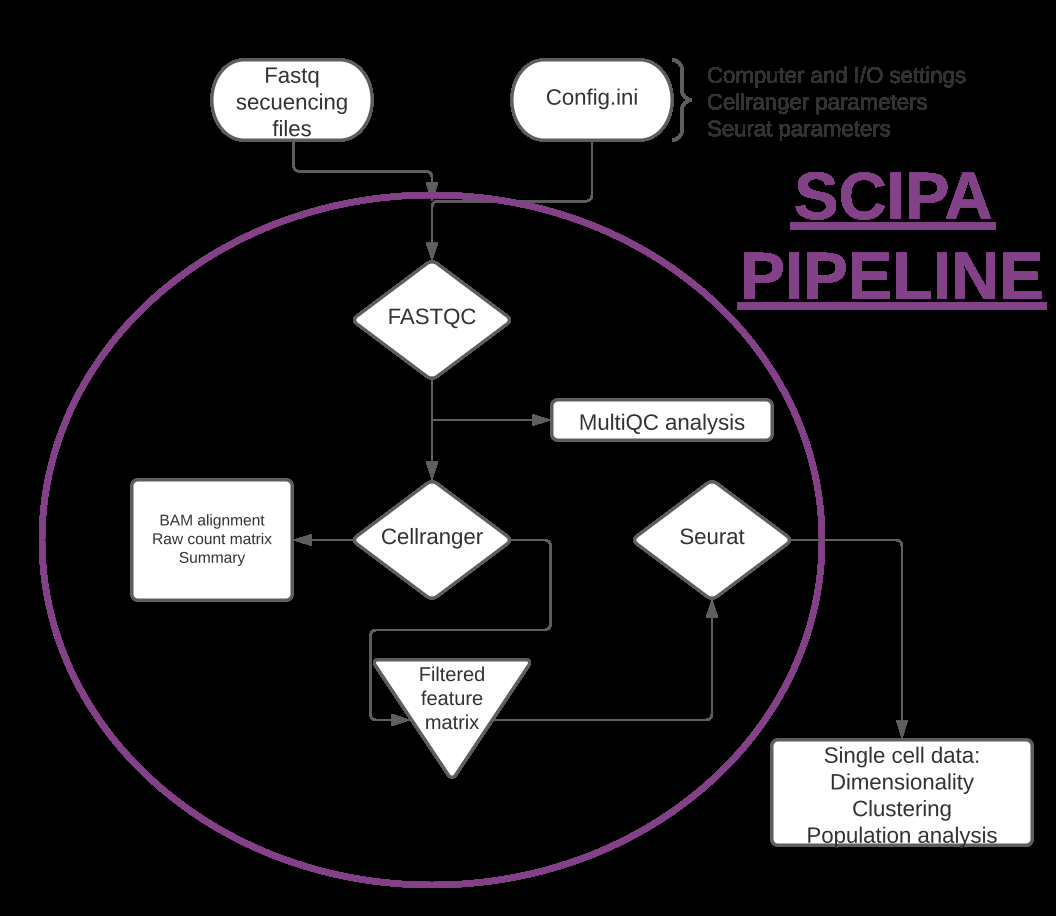 Fastq
secuencing
files
Config.ini
Computer and I/O settings
Cellranger parameters
Seurat parameters
SCIPA
PIPELINE
FASTQC
MultiQC analysis
BAM alignment
Raw count matrix
Summary
Cellranger
Seurat
Filtered
feature
matrix
Single cell data:
Dimensionality
Clustering
Population analysis